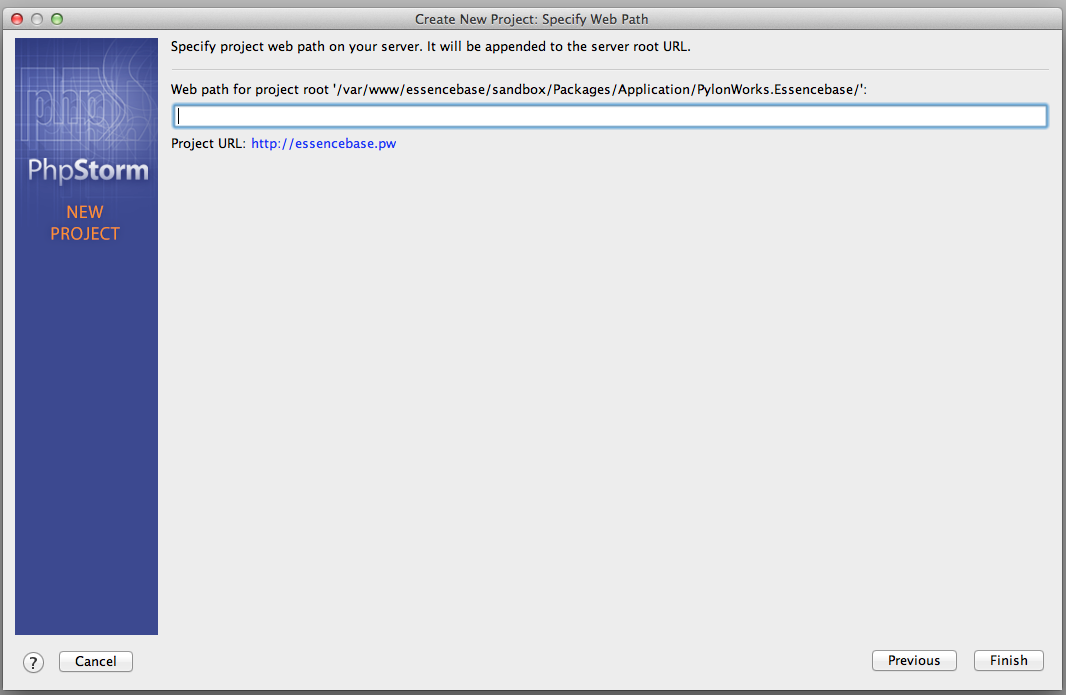 Create New Project: Specify Web Path
php
PhpStorm
NEW
PROJECT
Specify project web path on your server. It will be appended to the server root URL.
Web path for project root '/var/www/essencebase/sandbox/Packages/Application/PylonWorks.Essencebase/':
Project URL: http://essencebase.pw
?
Cancel
Previous
Finish